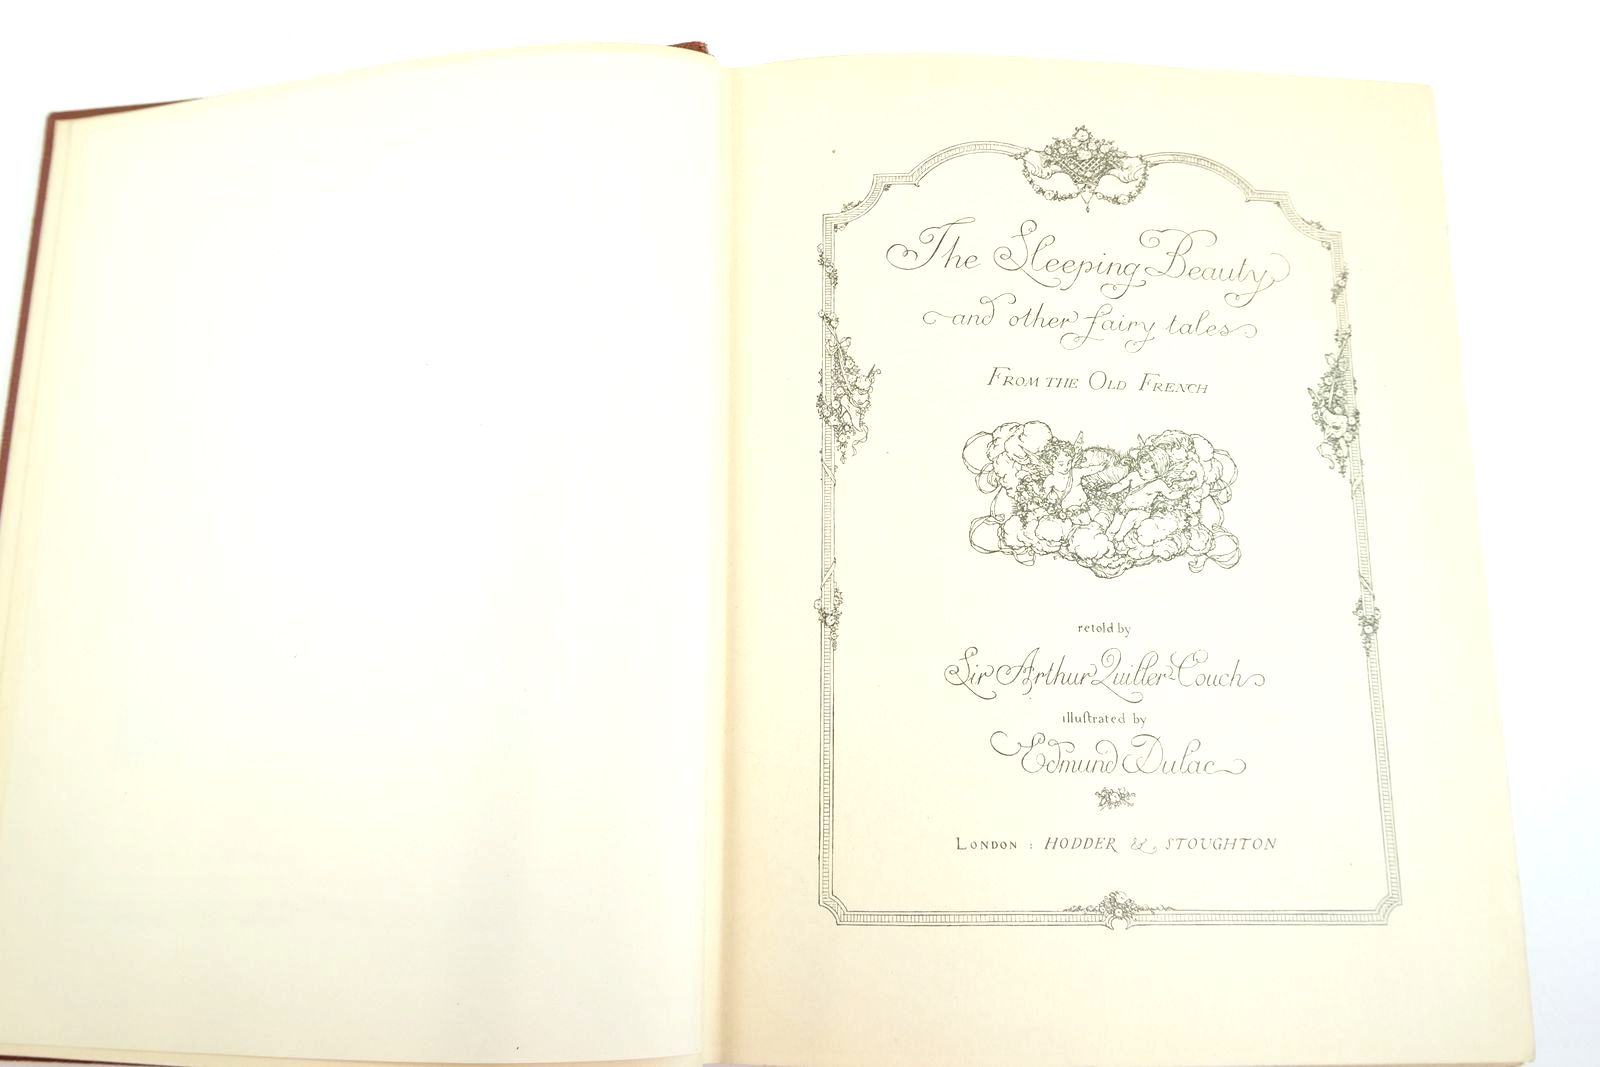 The Sleeping Beauty
and other fairy tales
FROM THE OLD FRENCH
retold by
Sir Arthur Quiller-Couch
illustrated by
Edmund Dulac
LONDON : HODDER & STOUGHTON